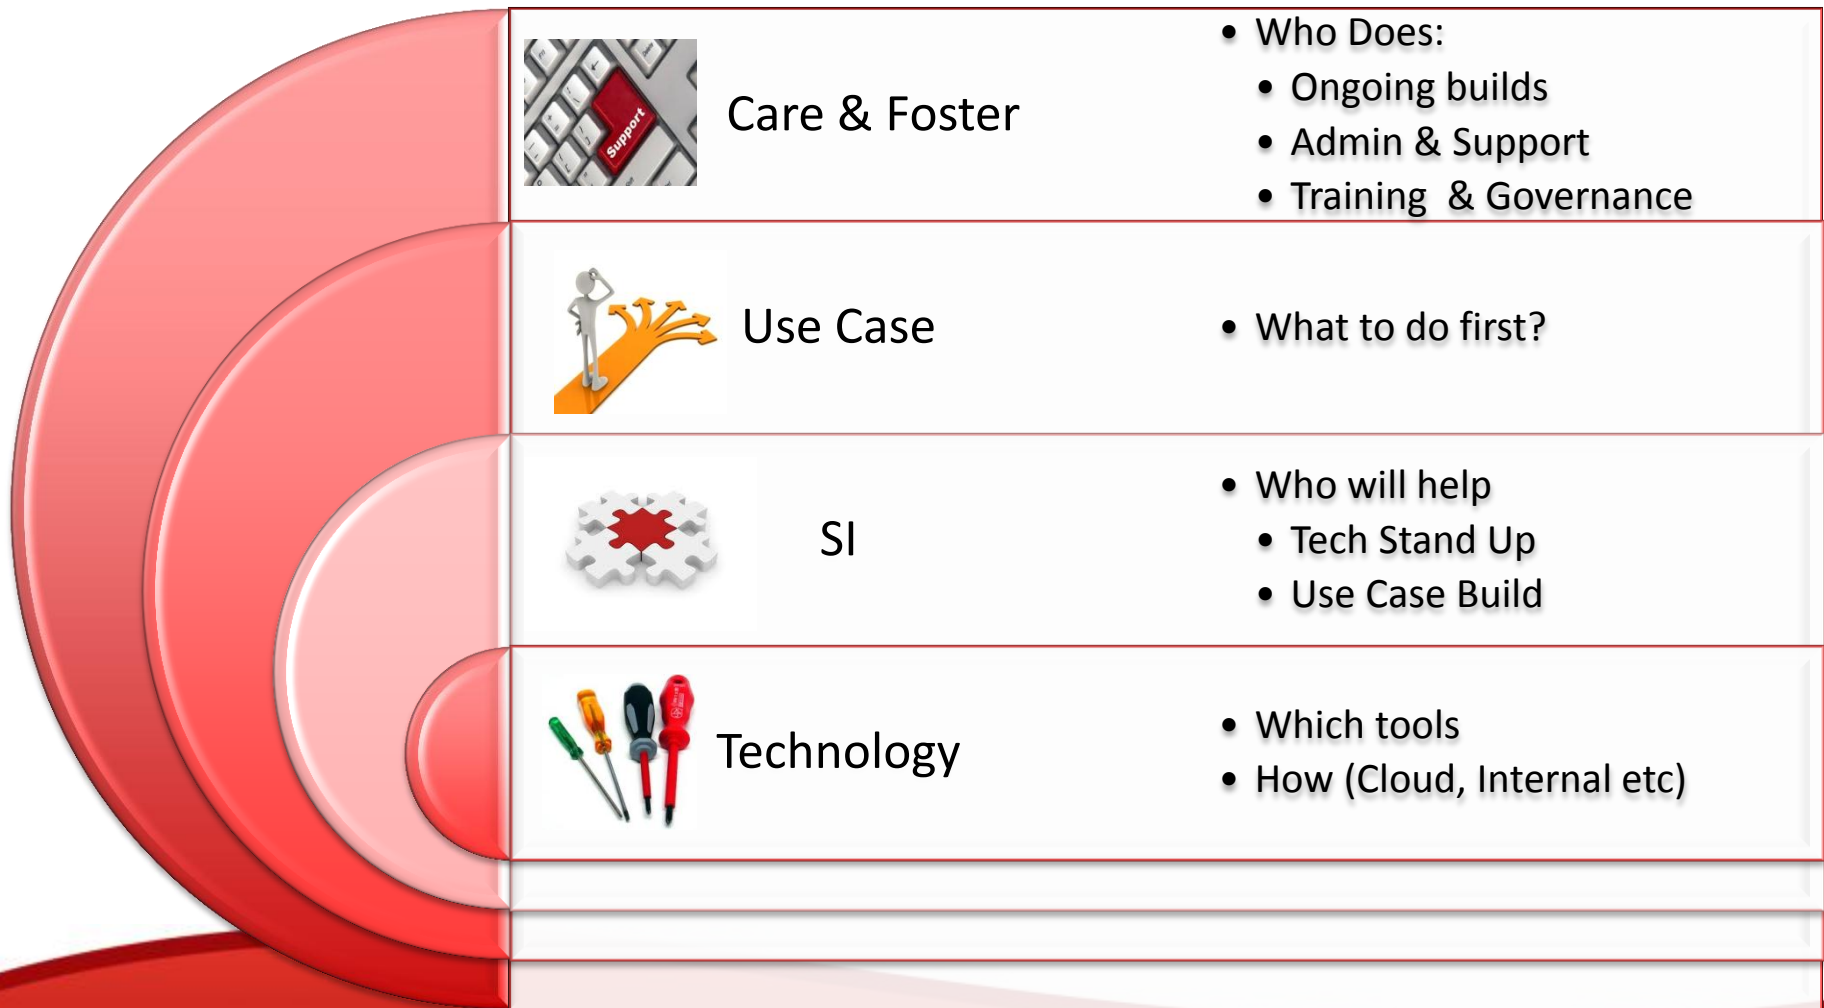 Support
Care & Foster
• Who Does:
• Ongoing builds
• Admin & Support
• Training & Governance
Use Case
• What to do first?
SI
• Who will help
• Tech Stand Up
• Use Case Build
Technology
• Which tools
• How (Cloud, Internal etc)